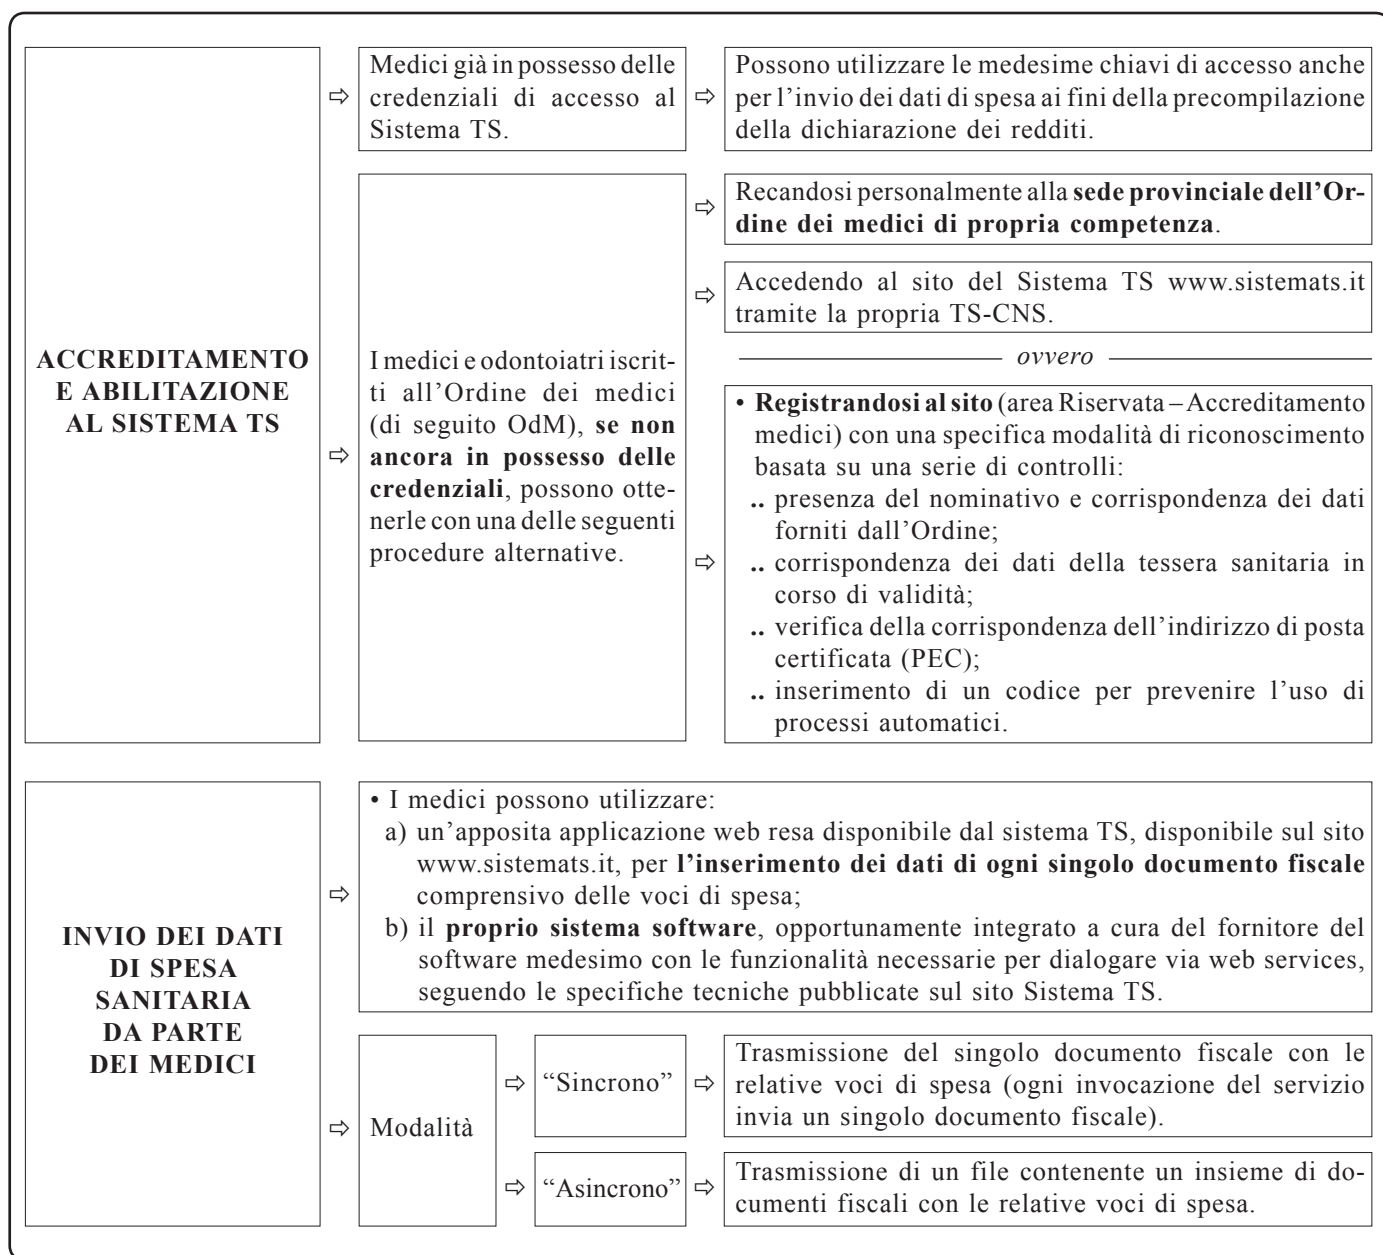 ACCREDITAMENTO
E ABILITAZIONE
AL SISTEMA TS
⇨
Medici già in possesso delle
credenziali di accesso al
Sistema TS.
⇨
Possono utilizzare le medesime chiavi di accesso anche
per l’invio dei dati di spesa ai fini della precompilazione
della dichiarazione dei redditi.
⇨
I medici e odontoiatri iscrit-
ti all’Ordine dei medici
(di seguito OdM), se non
ancora in possesso delle
credenziali, possono otte-
nerle con una delle seguenti
procedure alternative.
⇨
Recandosi personalmente alla sede provinciale dell’Or-
dine dei medici di propria competenza.
⇨
Accedendo al sito del Sistema TS www.sistemats.it
tramite la propria TS-CNS.
ovvero
⇨
• Registrandosi al sito (area Riservata – Accreditamento
medici) con una specifica modalità di riconoscimento
basata su una serie di controlli:
.. presenza del nominativo e corrispondenza dei dati
forniti dall’Ordine;
.. corrispondenza dei dati della tessera sanitaria in
corso di validità;
.. verifica della corrispondenza dell’indirizzo di posta
certificata (PEC);
.. inserimento di un codice per prevenire l’uso di
processi automatici.
INVIO DEI DATI
DI SPESA
SANITARIA
DA PARTE
DEI MEDICI
⇨
• I medici possono utilizzare:
a) un’apposita applicazione web resa disponibile dal sistema TS, disponibile sul sito
www.sistemats.it, per l’inserimento dei dati di ogni singolo documento fiscale
comprensivo delle voci di spesa;
b) il proprio sistema software, opportunamente integrato a cura del fornitore del
software medesimo con le funzionalità necessarie per dialogare via web services,
seguendo le specifiche tecniche pubblicate sul sito Sistema TS.
⇨
Modalità
⇨
“Sincrono”
⇨
Trasmissione del singolo documento fiscale con le
relative voci di spesa (ogni invocazione del servizio
invia un singolo documento fiscale).
⇨
“Asincrono”
⇨
Trasmissione di un file contenente un insieme di do-
cumenti fiscali con le relative voci di spesa.